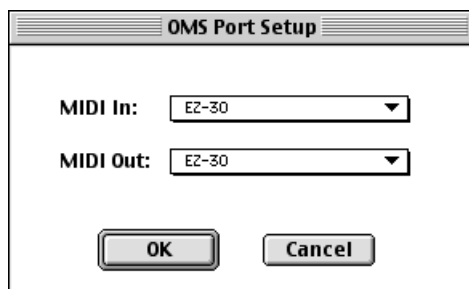 OMS Port Setup
MIDI In: EZ-30
MIDI Out: EZ-30
OK Cancel